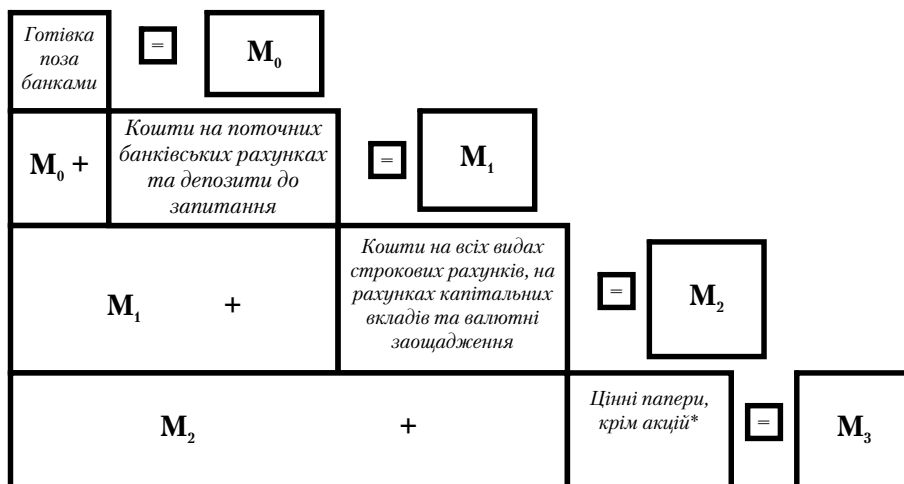 Готівка
поза
банками
=
M₀
M₀ +
Кошти на поточних
банківських рахунках
та депозити до
запитання
=
M₁
M₁ +
Кошти на всіх видах
строкових рахунків, на
рахунках капітальних
вкладів та валютні
заощадження
=
M₂
M₂ +
Цінні папери,
крім акцій*
=
M₃